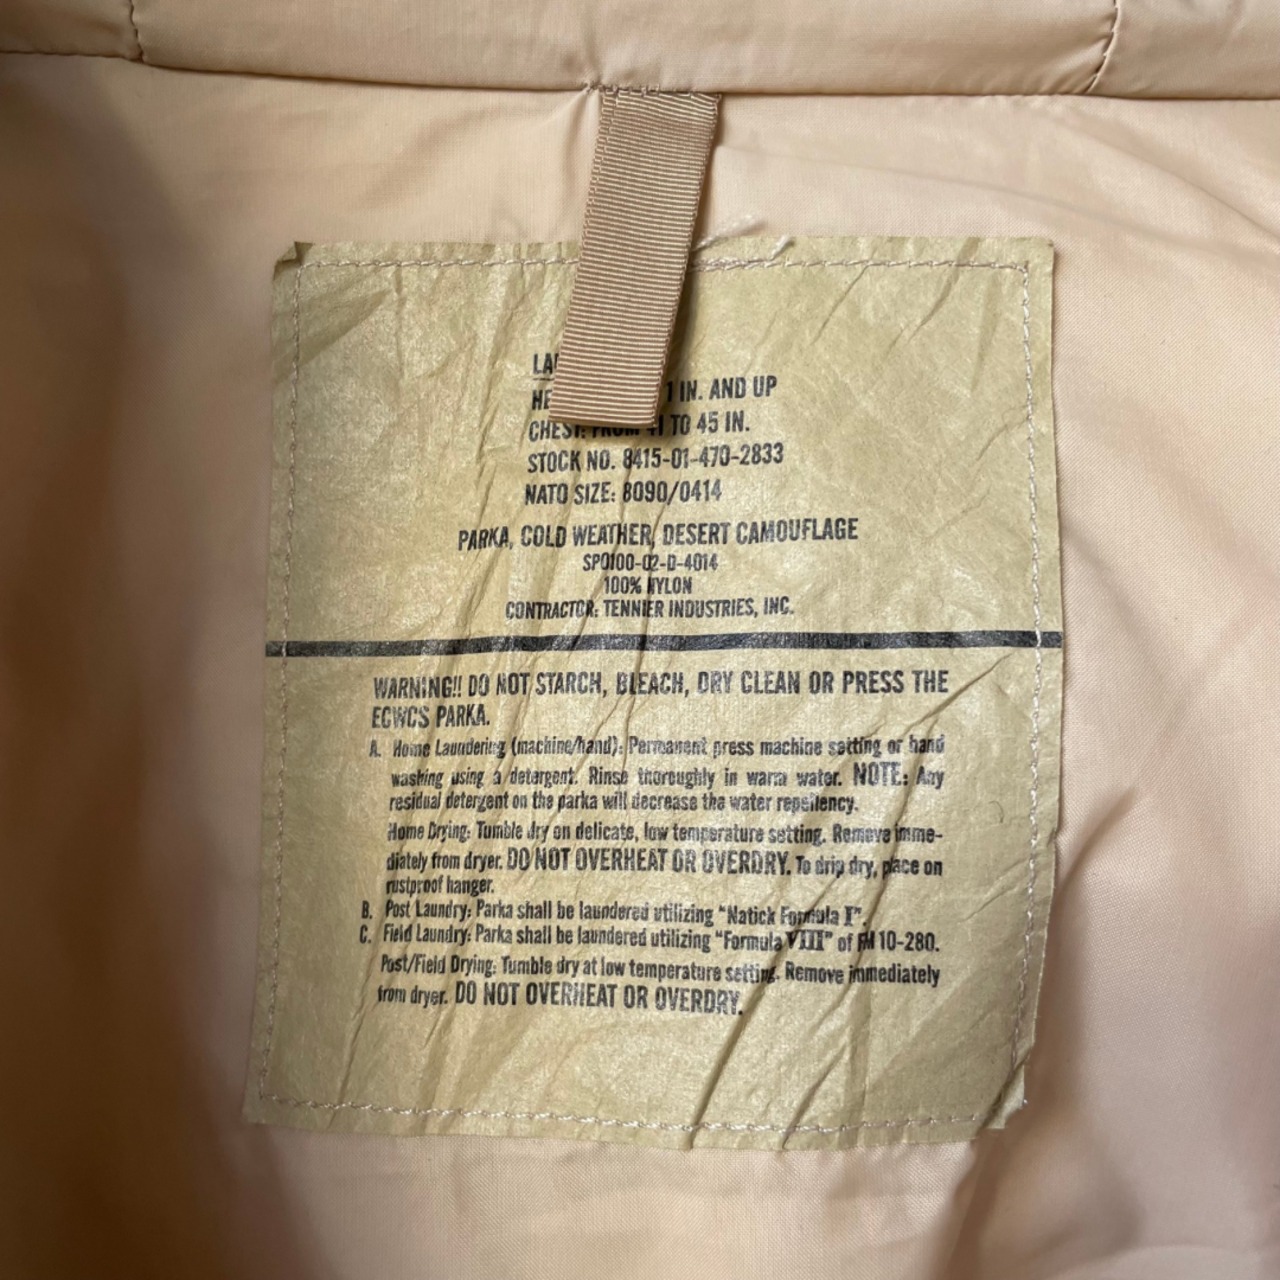 LA
HE 1 IN. AND UP
CHEST: FROM 41 TO 45 IN.
STOCK NO. 8415-01-470-2833
NATO SIZE: 8090/0414
PARKA, COLD WEATHER, DESERT CAMOUFLAGE
SPO100-02-D-4014
100% NYLON
CONTRACTOR: TENNIER INDUSTRIES, INC.
WARNING!! DO NOT STARCH, BLEACH, DRY CLEAN OR PRESS THE
ECWCS PARKA.
A. Home Laundering (machine/hand): Permanent press machine setting or hand
washing using a detergent. Rinse thoroughly in warm water. NOTE: Any
residual detergent on the parka will decrease the water repellency.
Home Drying: Tumble dry on delicate, low temperature setting. Remove imme-
diately from dryer. DO NOT OVERHEAT OR OVERDRY. To drip dry, place on
rustproof hanger.
B. Post Laundry: Parka shall be laundered utilizing "Natick Formula I".
C. Field Laundry: Parka shall be laundered utilizing "Formula VIII" of FM 10-280.
Post/Field Drying: Tumble dry at low temperature setting. Remove immediately
from dryer. DO NOT OVERHEAT OR OVERDRY.